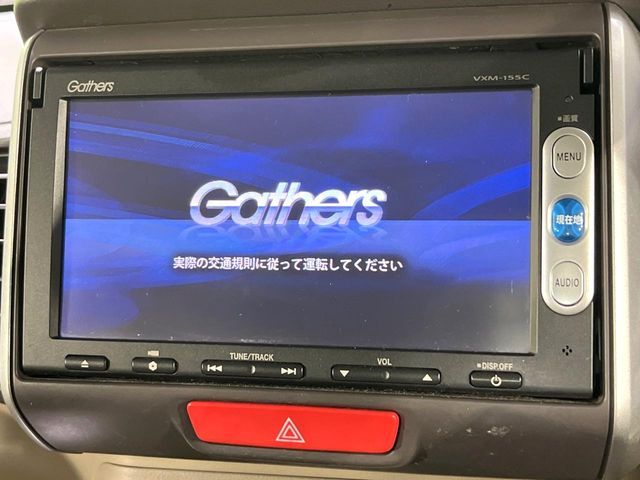 Gathers
VXM-155C
■画質
MENU
Gathers
現在地
実際の交通規則に従って運転してください
AUDIO
TUNE/TRACK
VOL
■DISP.OFF